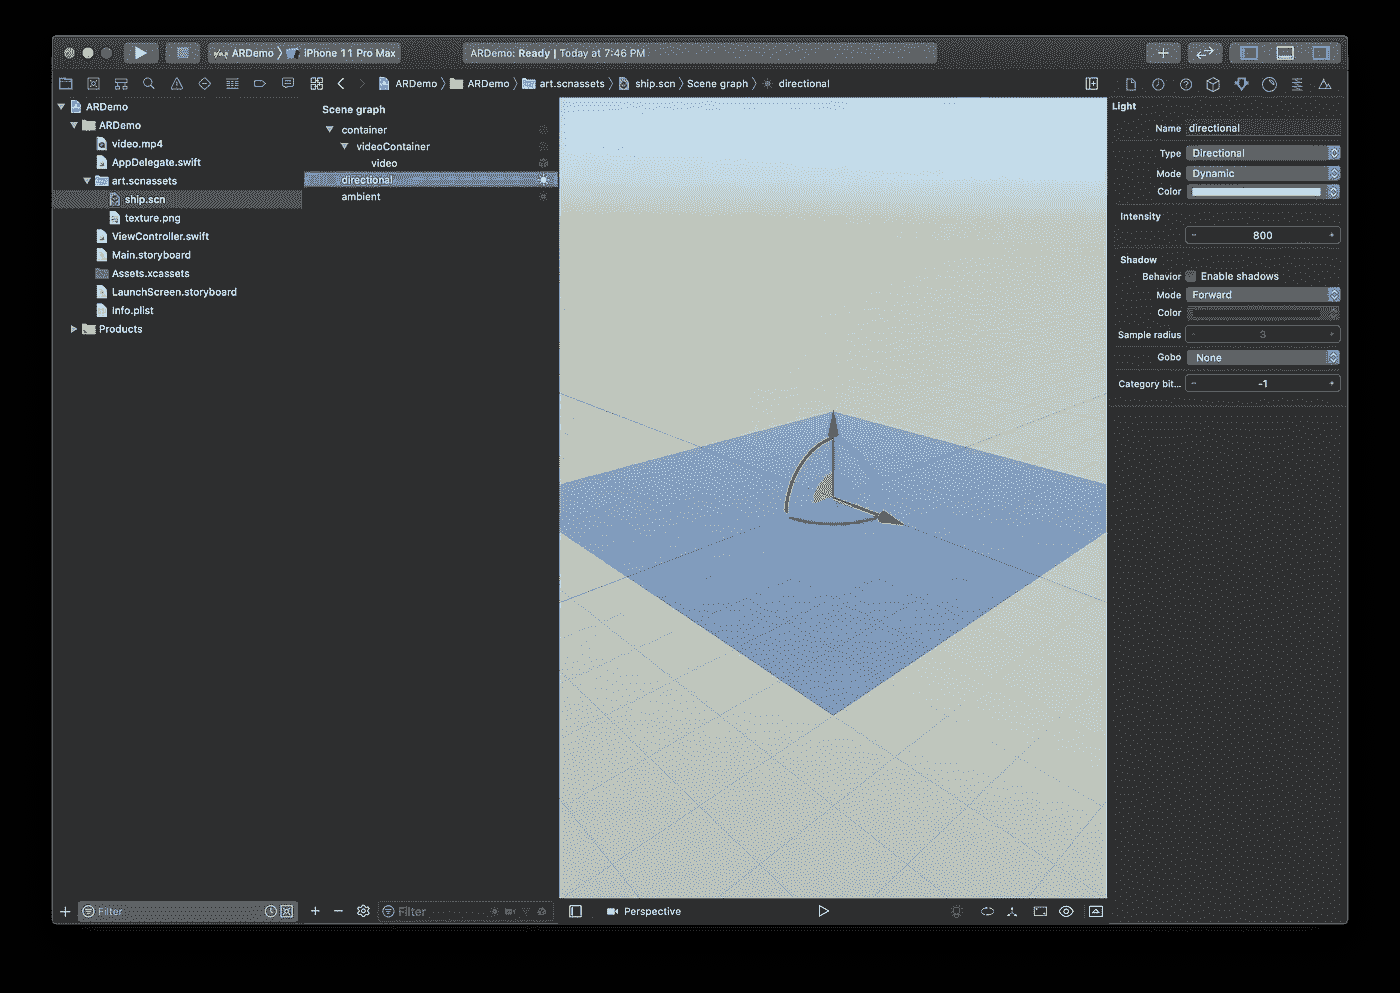 ARDemo 〉 iPhone 11 Pro Max
ARDemo: Ready | Today at 7:46 PM
ARDemo 〉 ARDemo 〉 art.scnassets 〉 ship.scn 〉 Scene graph 〉 directional
ARDemo
ARDemo
video.mp4
AppDelegate.swift
art.scnassets
ship.scn
texture.png
ViewController.swift
Main.storyboard
Assets.xcassets
LaunchScreen.storyboard
Info.plist
Products
Filter
Scene graph
container
videoContainer
video
directional
ambient
Filter
Perspective
Light
Name directional
Type Directional
Mode Dynamic
Color
Intensity
- 800 +
Shadow
Behavior Enable shadows
Mode Forward
Color
Sample radius - 3 +
Gobo None
Category bit... - -1 +